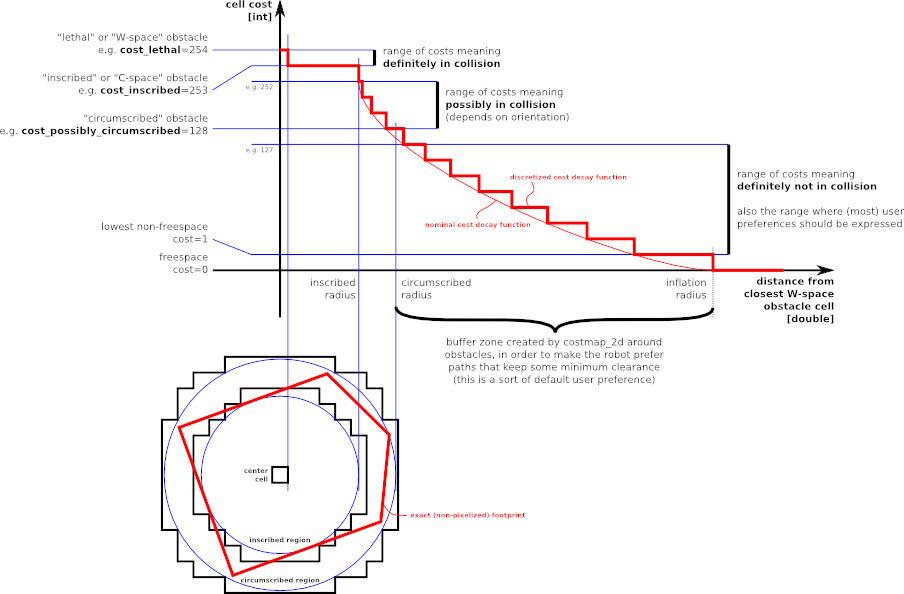 cell cost
[int]
"lethal" or "W-space" obstacle
e.g. cost_lethal=254
range of costs meaning
definitely in collision
"inscribed" or "C-space" obstacle
e.g. cost_inscribed=253
e.g. 252
range of costs meaning
possibly in collision
(depends on orientation)
"circumscribed" obstacle
e.g. cost_possibly_circumscribed=128
e.g. 127
discretized cost decay function
nominal cost decay function
range of costs meaning
definitely not in collision
also the range where (most) user
preferences should be expressed
lowest non-freespace
cost=1
freespace
cost=0
inscribed
radius
circumscribed
radius
inflation
radius
distance from
closest W-space
obstacle cell
[double]
buffer zone created by costmap_2d around
obstacles, in order to make the robot prefer
paths that keep some minimum clearance
(this is a sort of default user preference)
center
cell
exact (non-pixelized) footprint
inscribed region
circumscribed region